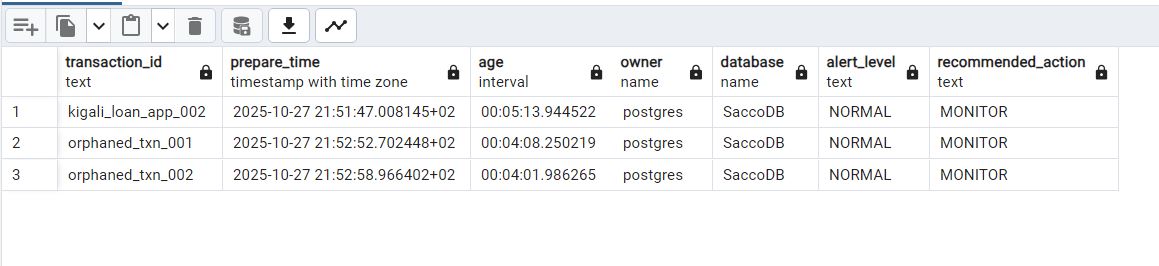 transaction_id prepare_time age owner database alert_level recommended_action
text timestamp with time zone interval name name text text
1 kigali_loan_app_002 2025-10-27 21:51:47.008145+02 00:05:13.944522 postgres SaccoDB NORMAL MONITOR
2 orphaned_txn_001 2025-10-27 21:52:52.702448+02 00:04:08.250219 postgres SaccoDB NORMAL MONITOR
3 orphaned_txn_002 2025-10-27 21:52:58.966402+02 00:04:01.986265 postgres SaccoDB NORMAL MONITOR